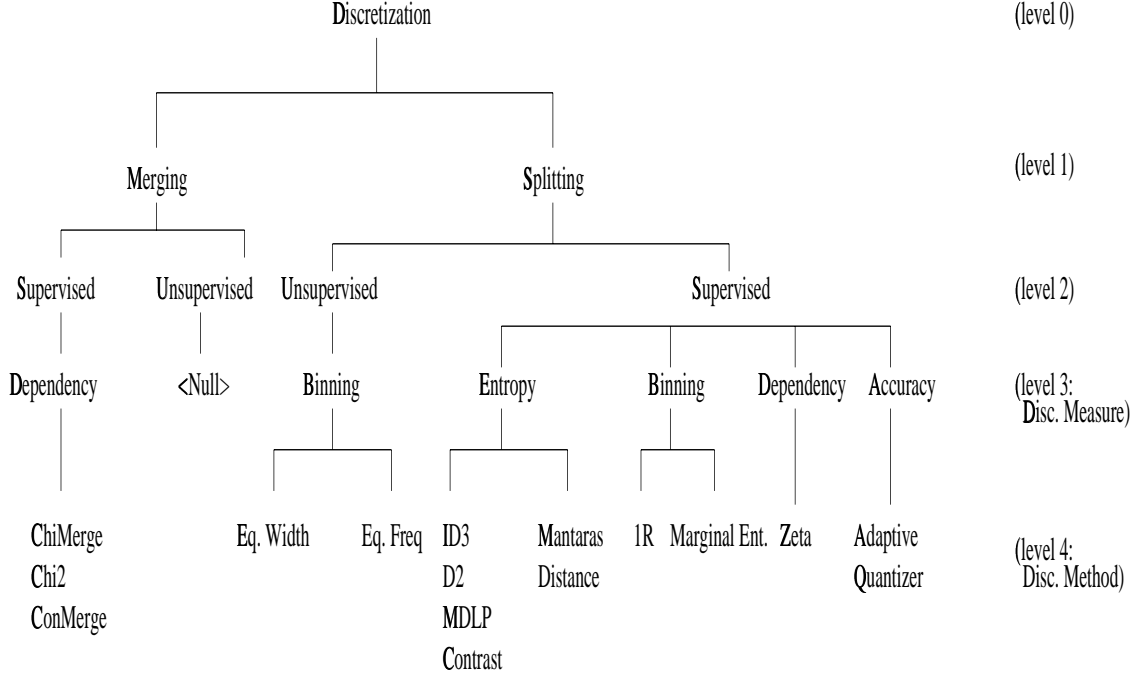 Discretization (level 0)
Merging Splitting (level 1)
Supervised Unsupervised Unsupervised Supervised (level 2)
Dependency <Null> Binning Entropy Binning Dependency Accuracy (level 3:
Disc. Measure)
ChiMerge Eq. Width Eq. Freq ID3 Mantaras 1R Marginal Ent. Zeta Adaptive (level 4:
Chi2 D2 Distance Quantizer Disc. Method)
ConMerge MDLP
Contrast